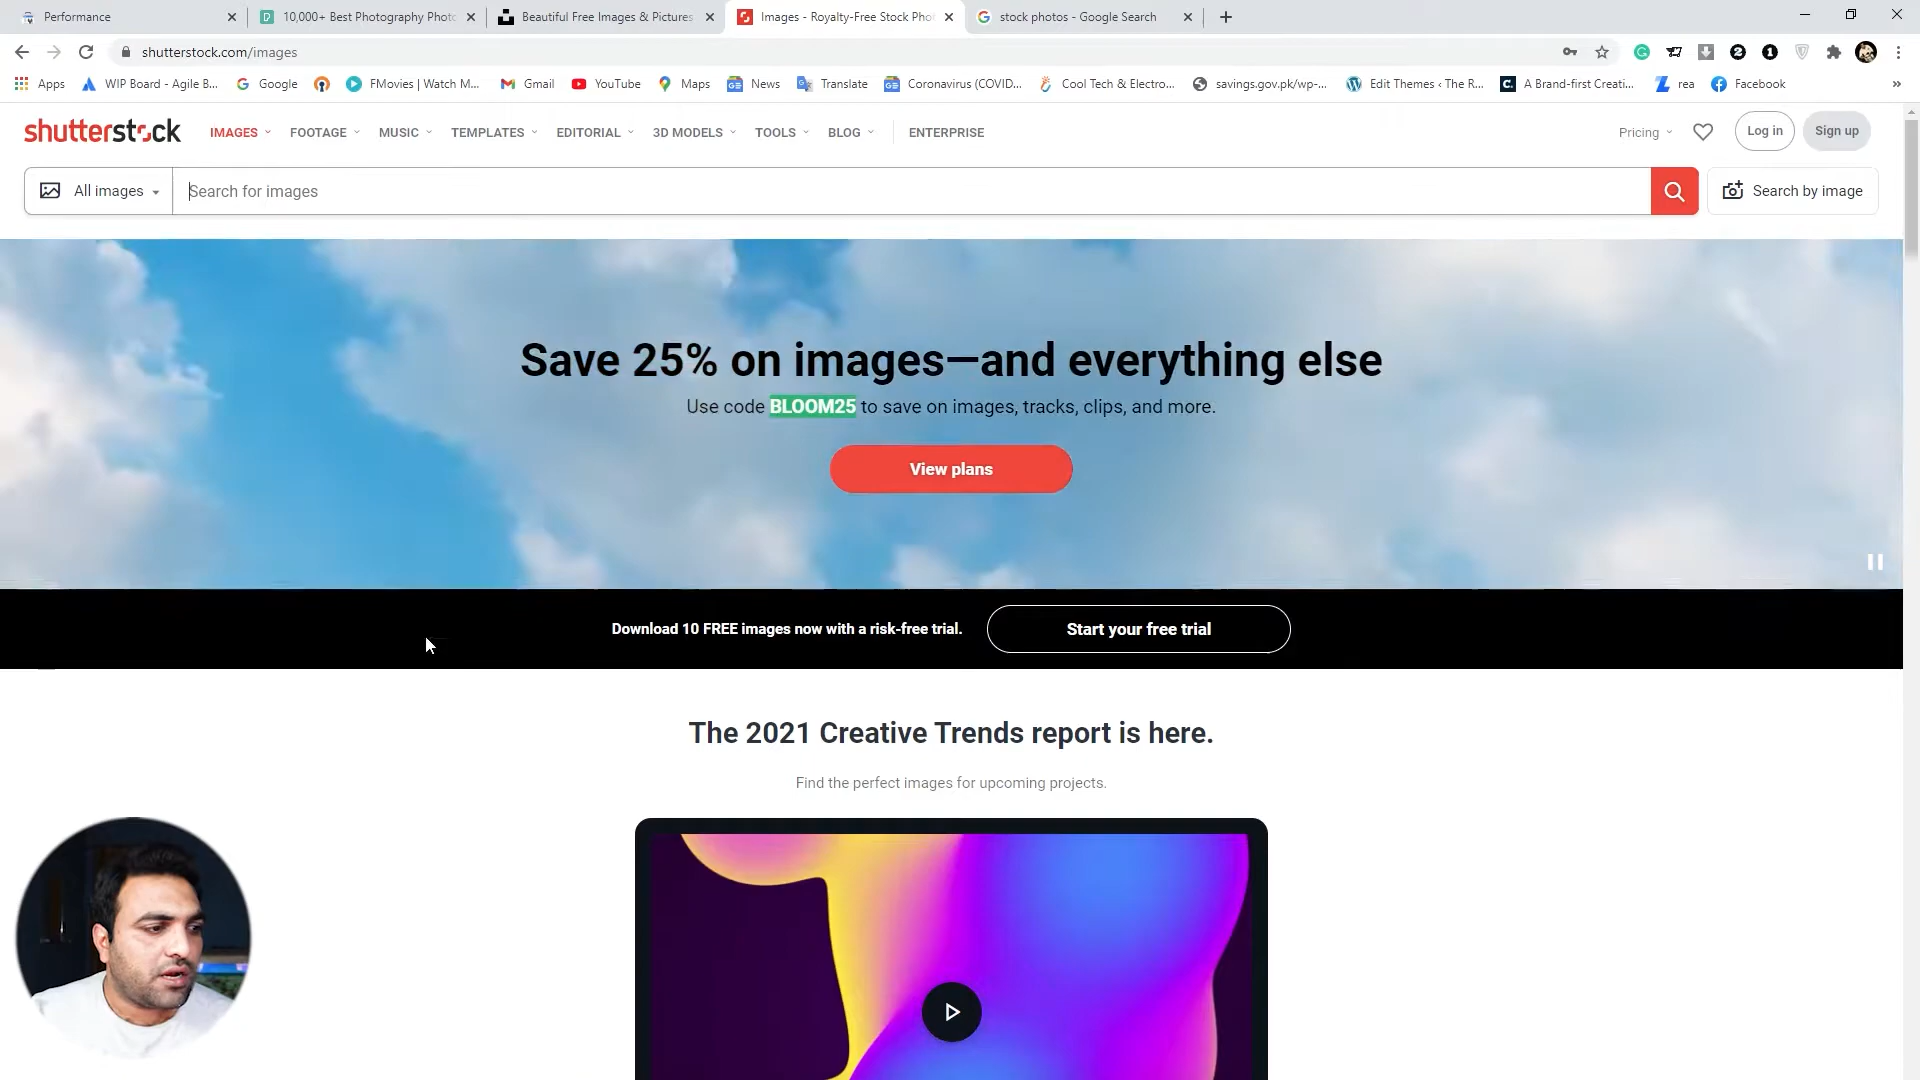 Performance
10,000+ Best Photography Phot
Beautiful Free Images & Pictures
Images - Royalty-Free Stock Pho
stock photos - Google Search
shutterstock.com/images
Apps
WIP Board - Agile B...
Google
FMovies | Watch M...
Gmail
YouTube
Maps
News
Translate
Coronavirus (COVID...
Cool Tech & Electro...
savings.gov.pk/wp-...
Edit Themes ‹ The R...
A Brand-first Creati...
rea
Facebook
»
shutterstock
IMAGES
FOOTAGE
MUSIC
TEMPLATES
EDITORIAL
3D MODELS
TOOLS
BLOG
ENTERPRISE
Pricing
Log in
Sign up
All images
Search for images
Search by image
Save 25% on images—and everything else
Use code BLOOM25 to save on images, tracks, clips, and more.
View plans
Download 10 FREE images now with a risk-free trial.
Start your free trial
The 2021 Creative Trends report is here.
Find the perfect images for upcoming projects.